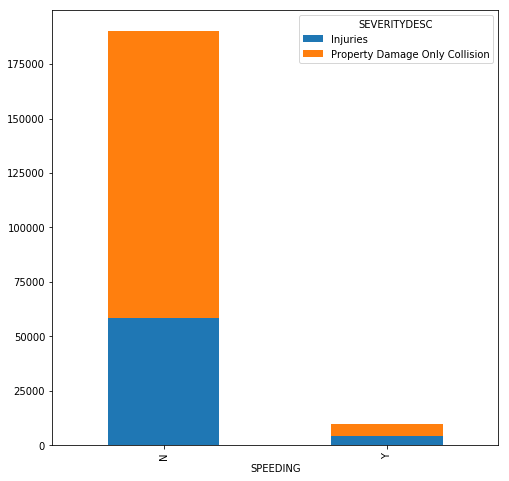 SEVERITYDESC
Injuries
Property Damage Only Collision
175000
150000
125000
100000
75000
50000
25000
0
N
Y
SPEEDING